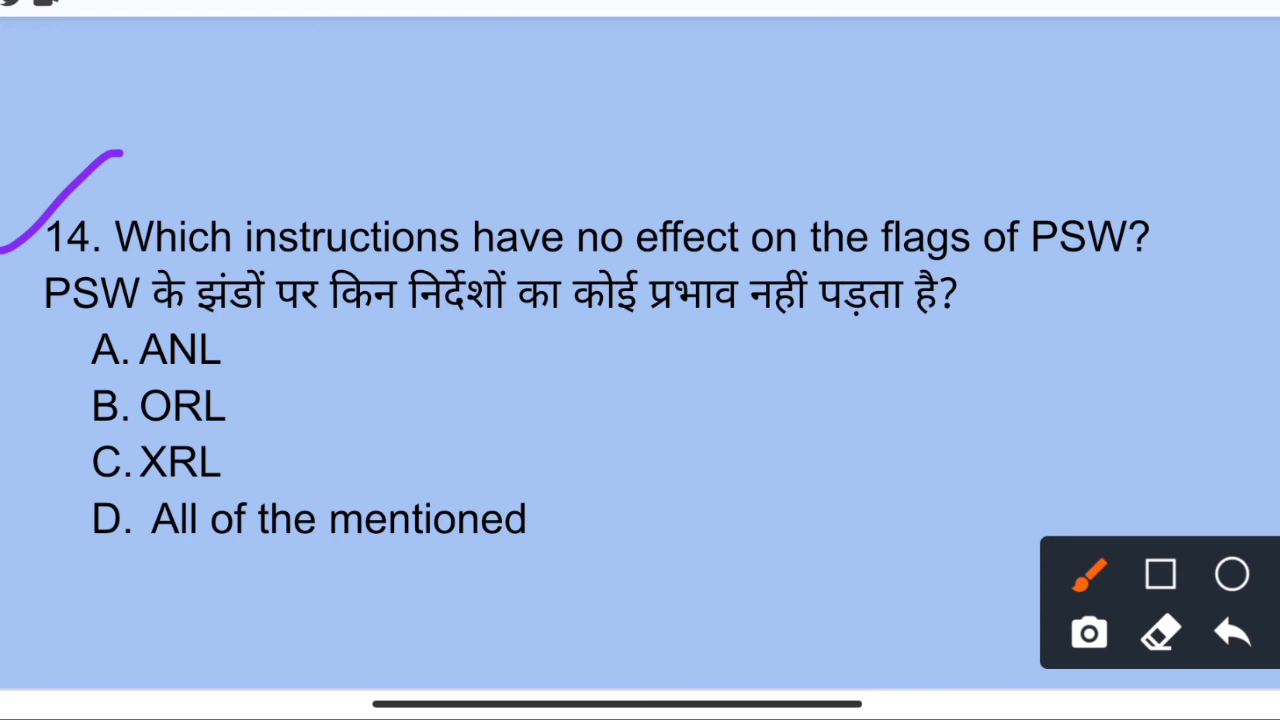 14. Which instructions have no effect on the flags of PSW?
PSW के झंडों पर किन निर्देशों का कोई प्रभाव नहीं पड़ता है?
A. ANL
B. ORL
C. XRL
D. All of the mentioned